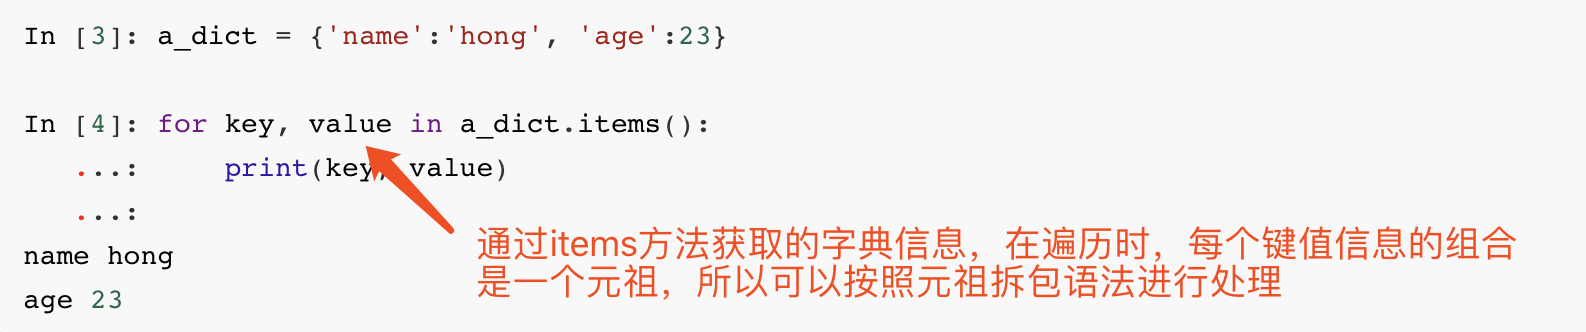 In [3]: a_dict = {'name':'hong', 'age':23}
In [4]: for key, value in a_dict.items():
...:     print(key, value)
...:
通过items方法获取的字典信息，在遍历时，每个键值信息的组合
是一个元祖，所以可以按照元祖拆包语法进行处理
name hong
age 23